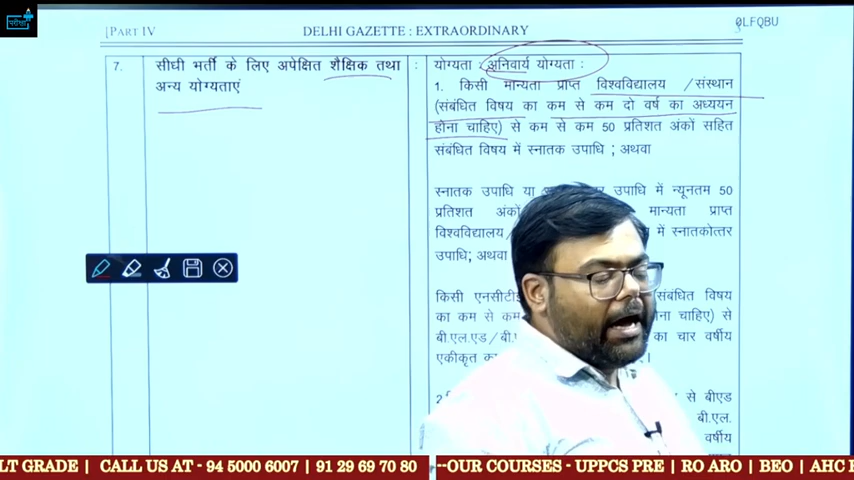 परीक्षा
[PART IV
DELHI GAZETTE : EXTRAORDINARY
0LFQBU
7.
सीधी भर्ती के लिए अपेक्षित शैक्षिक तथा
अन्य योग्यताएं
:
योग्यता : अनिवार्य योग्यता :
1. किसी मान्यता प्राप्त विश्वविद्यालय /संस्थान
(संबंधित विषय का कम से कम दो वर्ष का अध्ययन
होना चाहिए) से कम से कम 50 प्रतिशत अंकों सहित
संबंधित विषय में स्नातक उपाधि ; अथवा
स्नातक उपाधि या उपाधि में न्यूनतम 50
प्रतिशत मान्यता प्राप्त
विश्वविद्यालय/ में स्नातकोत्तर
उपाधि; अथवा
किसी संबंधित विषय
का कम से कम होना चाहिए) से
बी.एल.एड/ का चार वर्षीय
एकीकृत
2. से बीएड
बी.एल.
वर्षीय
LT GRADE | CALL US AT - 94 5000 6007 | 91 29 69 70 80 --OUR COURSES - UPPCS PRE | RO ARO | BEO | AHC